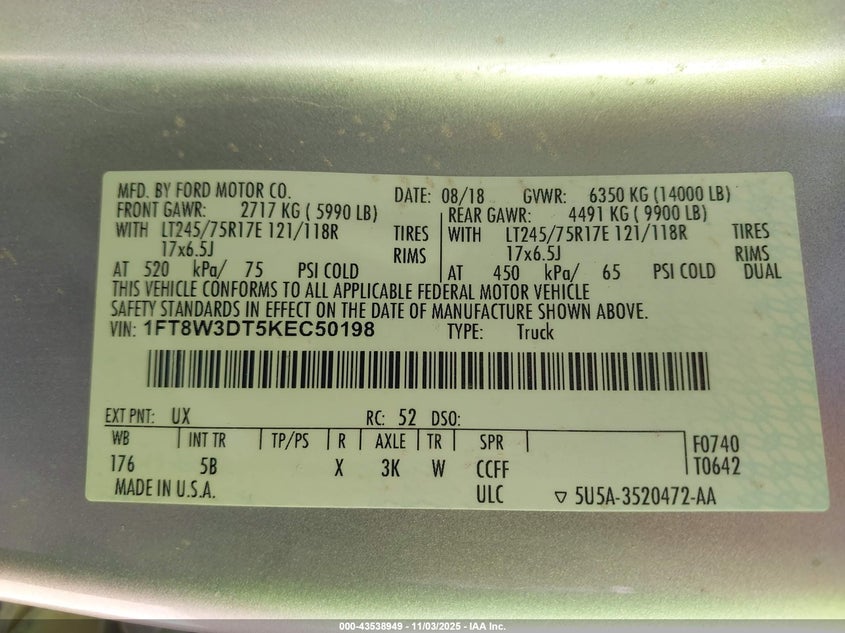 MFD. BY FORD MOTOR CO. DATE: 08/18 GVWR: 6350 KG (14000 LB)
FRONT GAWR: 2717 KG ( 5990 LB) REAR GAWR: 4491 KG ( 9900 LB)
WITH LT245/75R17E 121/118R TIRES WITH LT245/75R17E 121/118R TIRES
17x6.5J RIMS 17x6.5J RIMS
AT 520 kPa/ 75 PSI COLD AT 450 kPa/ 65 PSI COLD DUAL
THIS VEHICLE CONFORMS TO ALL APPLICABLE FEDERAL MOTOR VEHICLE
SAFETY STANDARDS IN EFFECT ON THE DATE OF MANUFACTURE SHOWN ABOVE.
VIN: 1FT8W3DT5KEC50198 TYPE: Truck
EXT PNT: UX RC: 52 DSO:
WB INT TR TP/PS R AXLE TR SPR F0740
176 5B X 3K W CCFF T0642
MADE IN U.S.A. ULC 5U5A-3520472-AA
000-43538949 - 11/03/2025 - IAA Inc.